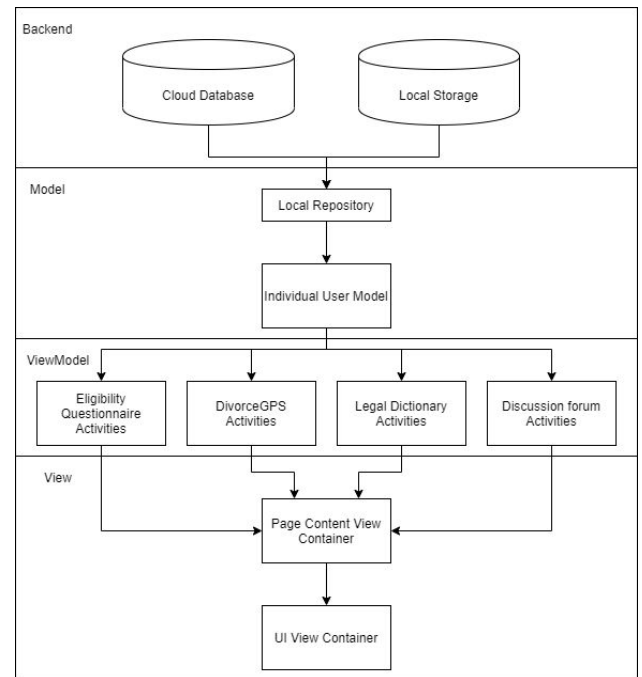 Backend
Cloud Database
Local Storage
Model
Local Repository
Individual User Model
ViewModel
Eligibility
Questionnaire
Activities
DivorceGPS
Activities
Legal Dictionary
Activities
Discussion forum
Activities
View
Page Content View
Container
UI View Container